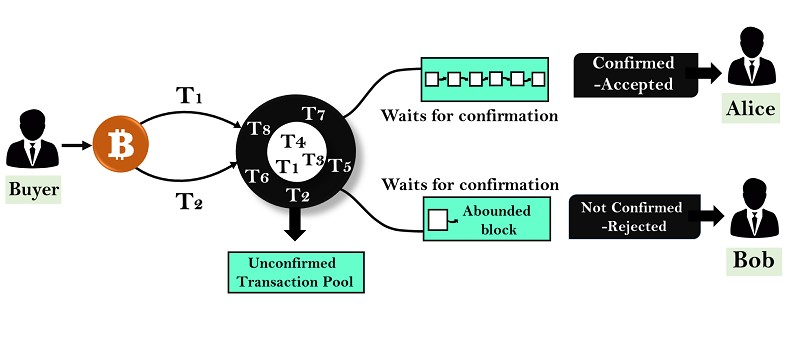 Buyer
₿
T1
T2
T8
T7
T4
T1
T3
T5
T6
T2
Unconfirmed
Transaction Pool
Waits for confirmation
Confirmed
-Accepted
Alice
Waits for confirmation
Abounded
block
Not Confirmed
-Rejected
Bob